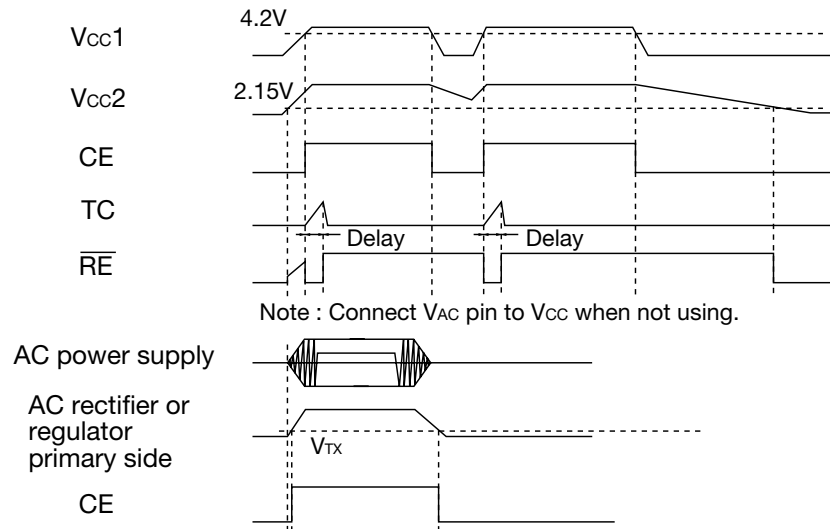 4.2V
VCC1
2.15V
VCC2
CE
TC
Delay
Delay
RE
Note : Connect VAC pin to VCC when not using.
AC power supply
AC rectifier or
regulator
primary side
VTX
CE